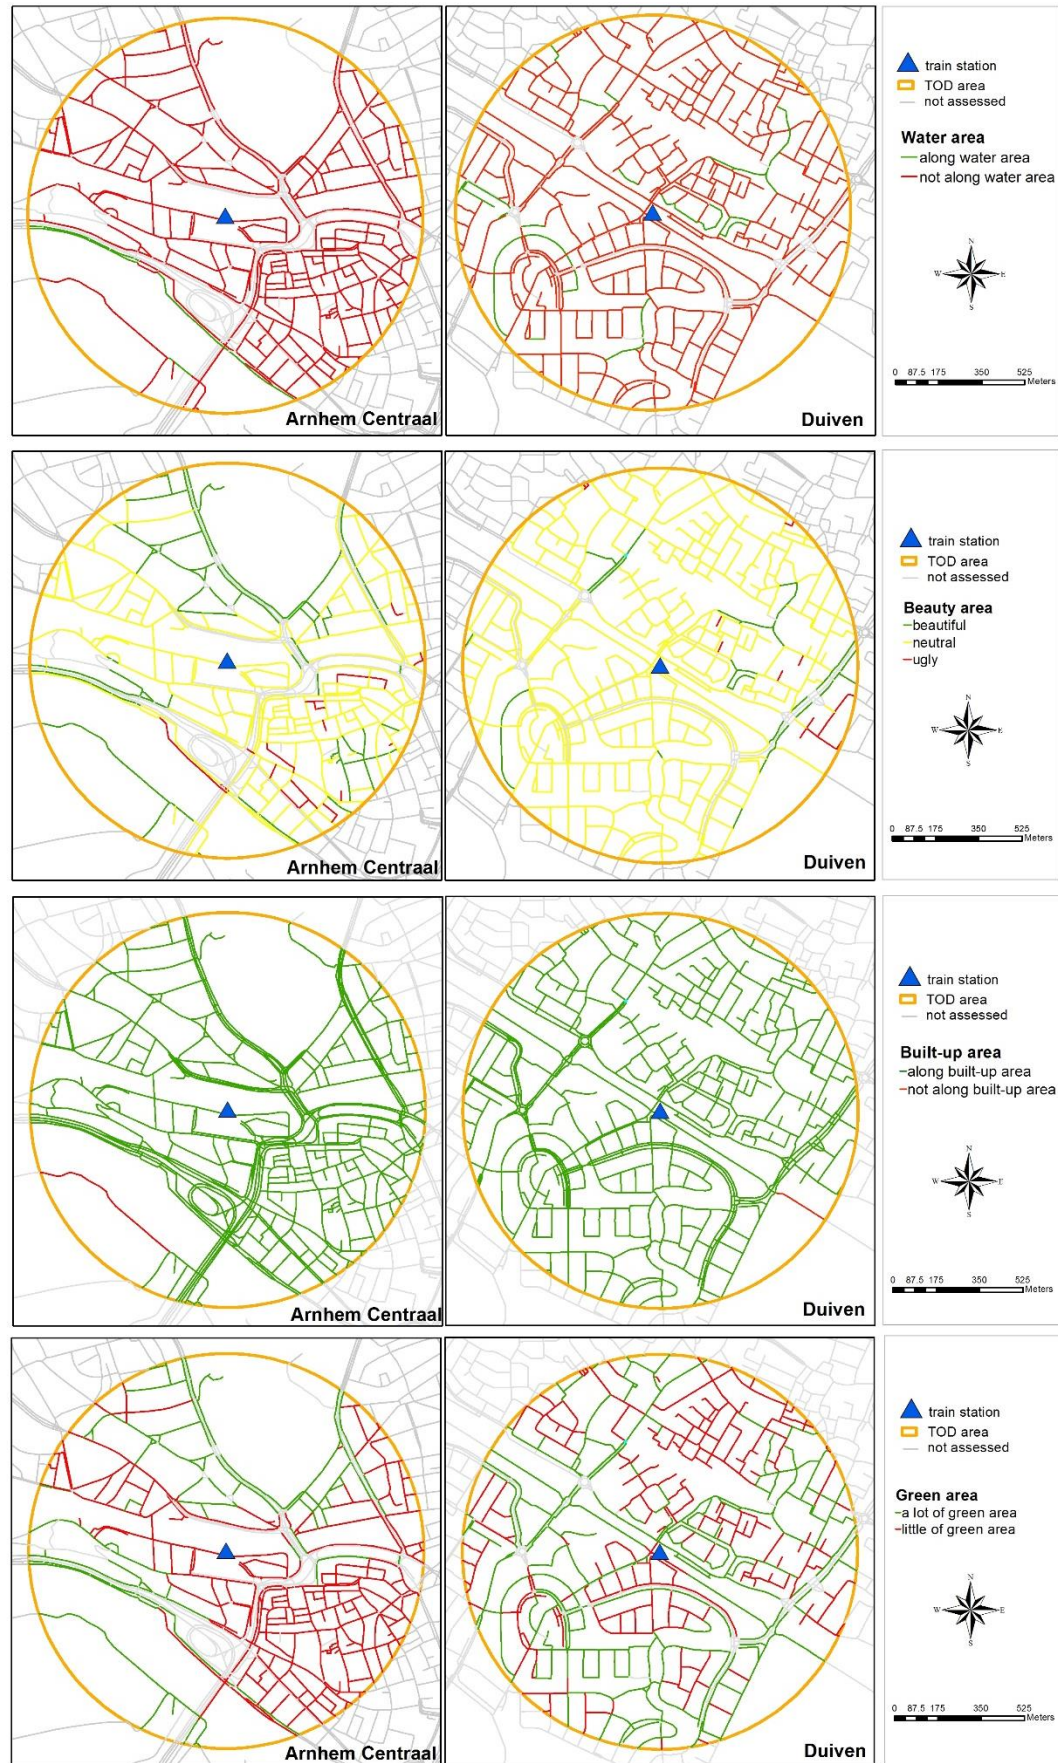 train station
TOD area
not assessed
Water area
along water area
not along water area
N
W E
S
0 87.5 175 350 525
Meters
Arnhem Centraal
Duiven
train station
TOD area
not assessed
Beauty area
beautiful
neutral
ugly
N
W E
S
0 87.5 175 350 525
Meters
Arnhem Centraal
Duiven
train station
TOD area
not assessed
Built-up area
along built-up area
not along built-up area
N
W E
S
0 87.5 175 350 525
Meters
Arnhem Centraal
Duiven
train station
TOD area
not assessed
Green area
a lot of green area
little of green area
N
W E
S
0 87.5 175 350 525
Meters
Arnhem Centraal
Duiven